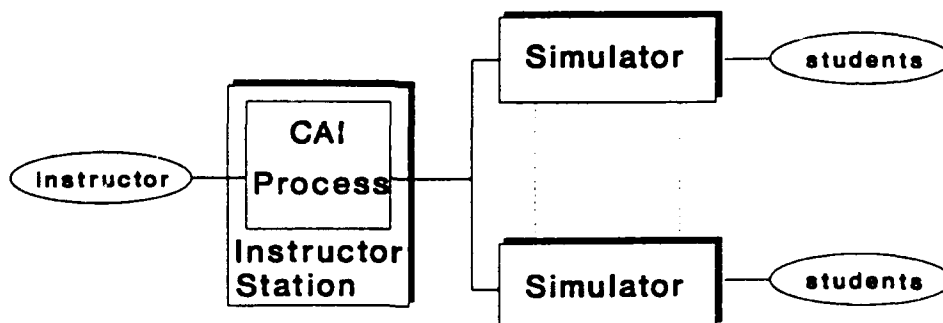 Simulator
students
CAI
Process
instructor
Instructor
Station
Simulator
students